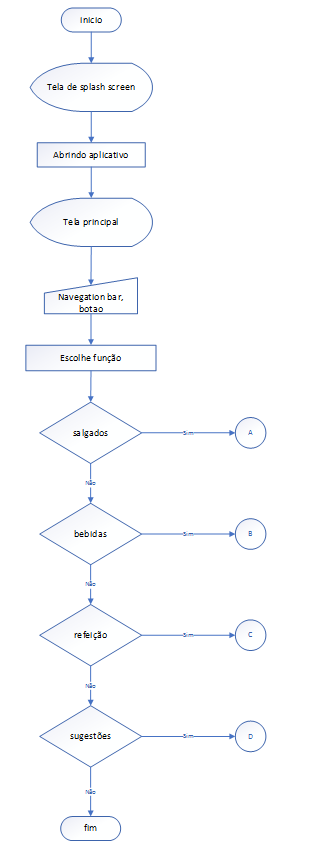 Inicio
Tela de splash screen
Abrindo aplicativo
Tela principal
Navegation bar,
botao
Escolhe função
salgados
Sim
A
Não
bebidas
Sim
B
Não
refeição
Sim
C
Não
sugestões
Sim
D
Não
fim